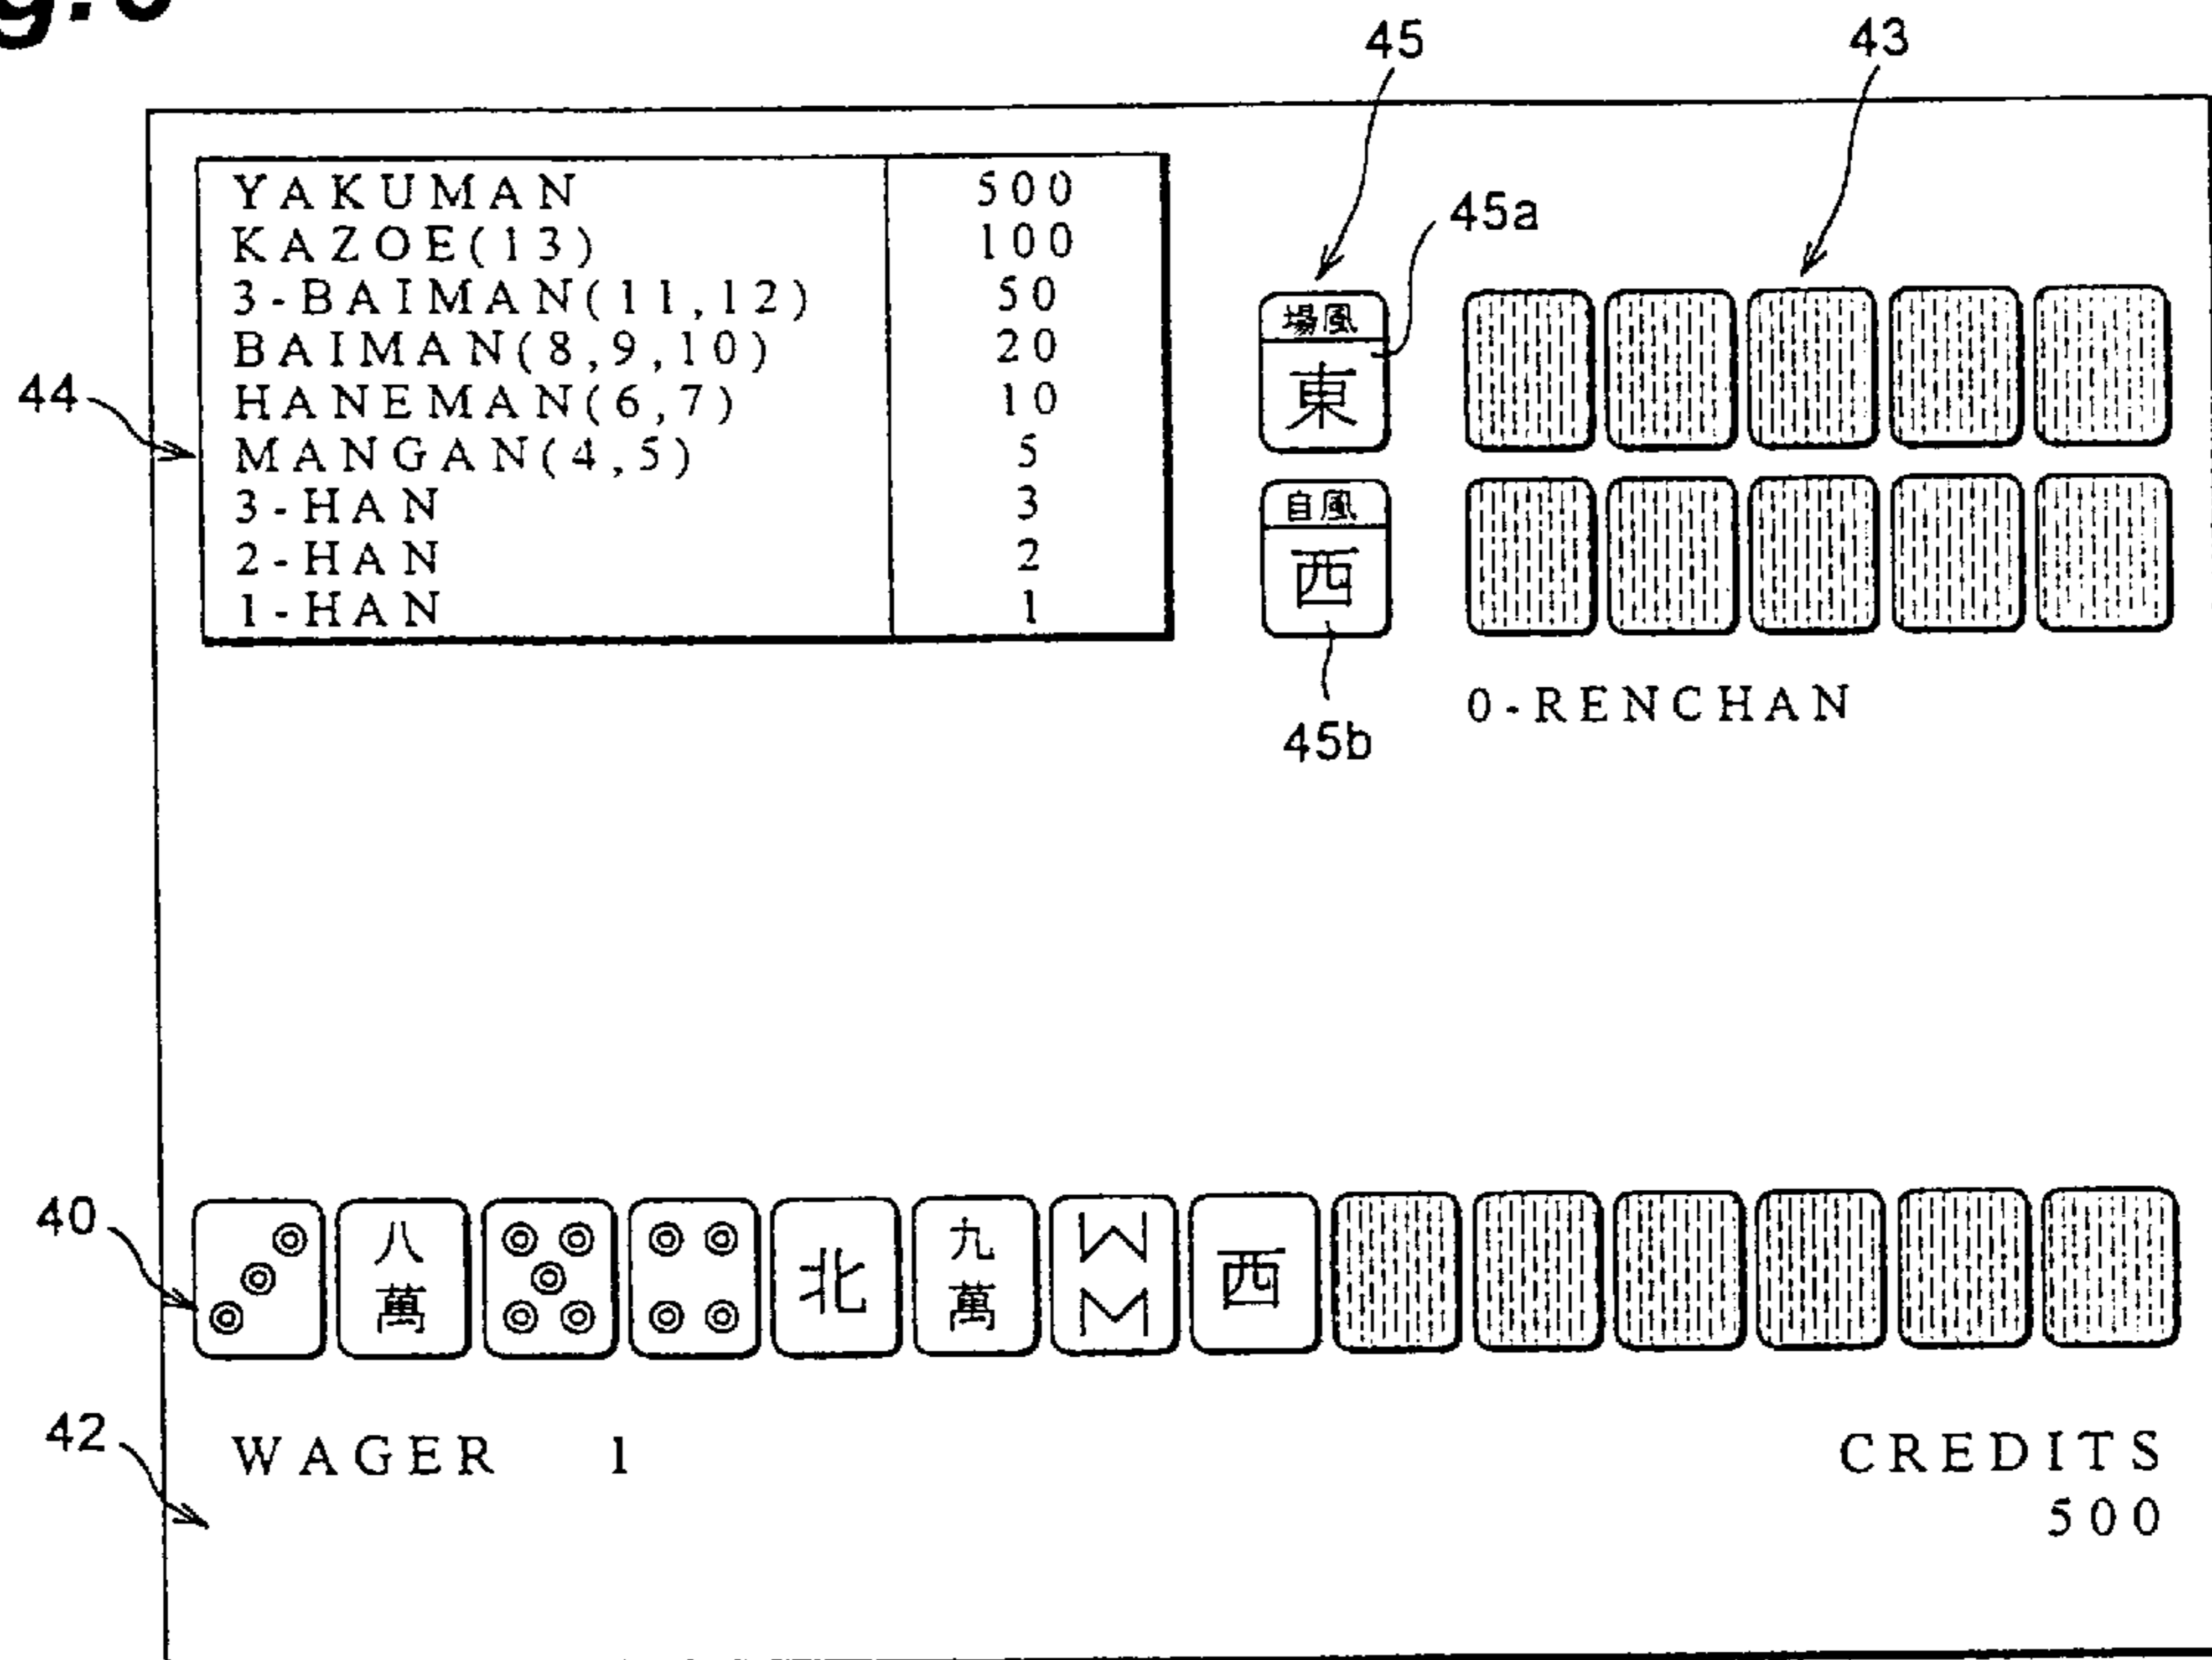 45 43
YAKUMAN 500
KAZOE(13) 100
3-BAIMAN(11,12) 50
BAIMAN(8,9,10) 20
HANEMAN(6,7) 10
MANGAN(4,5) 5
3-HAN 3
2-HAN 2
1-HAN 1
44
45a
場風
東
自風
西
45b
0-RENCHAN
40
八萬
北
九萬
西
42
WAGER 1
CREDITS
500